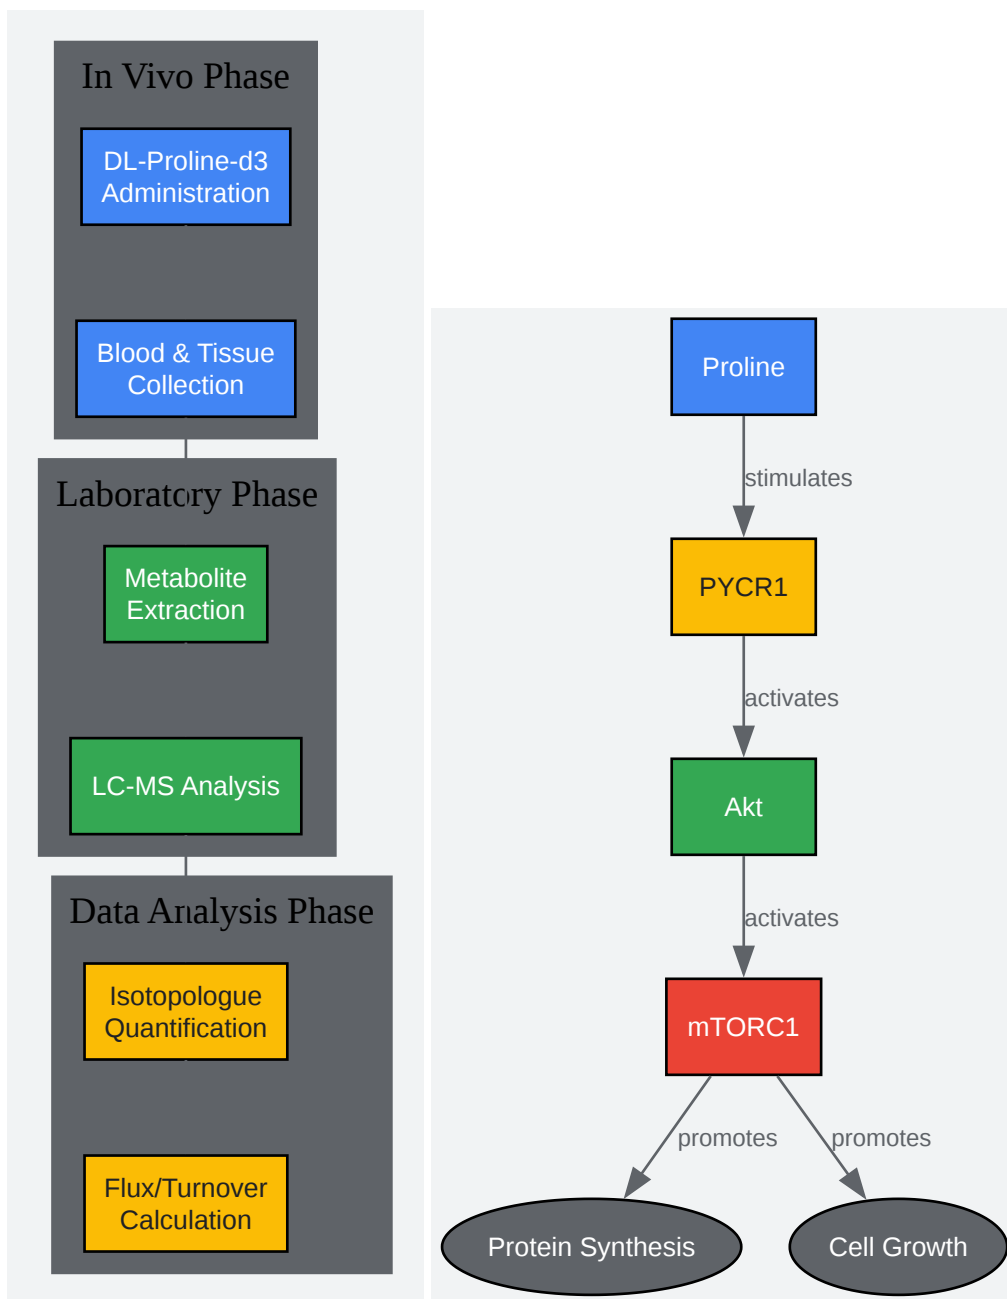 In Vivo Phase
DL-Proline-d3
Administration
Blood & Tissue
Collection
Laboratory Phase
Metabolite
Extraction
LC-MS Analysis
Data Analysis Phase
Isotopologue
Quantification
Flux/Turnover
Calculation
Proline
stimulates
PYCR1
activates
Akt
activates
mTORC1
promotes
promotes
Protein Synthesis
Cell Growth